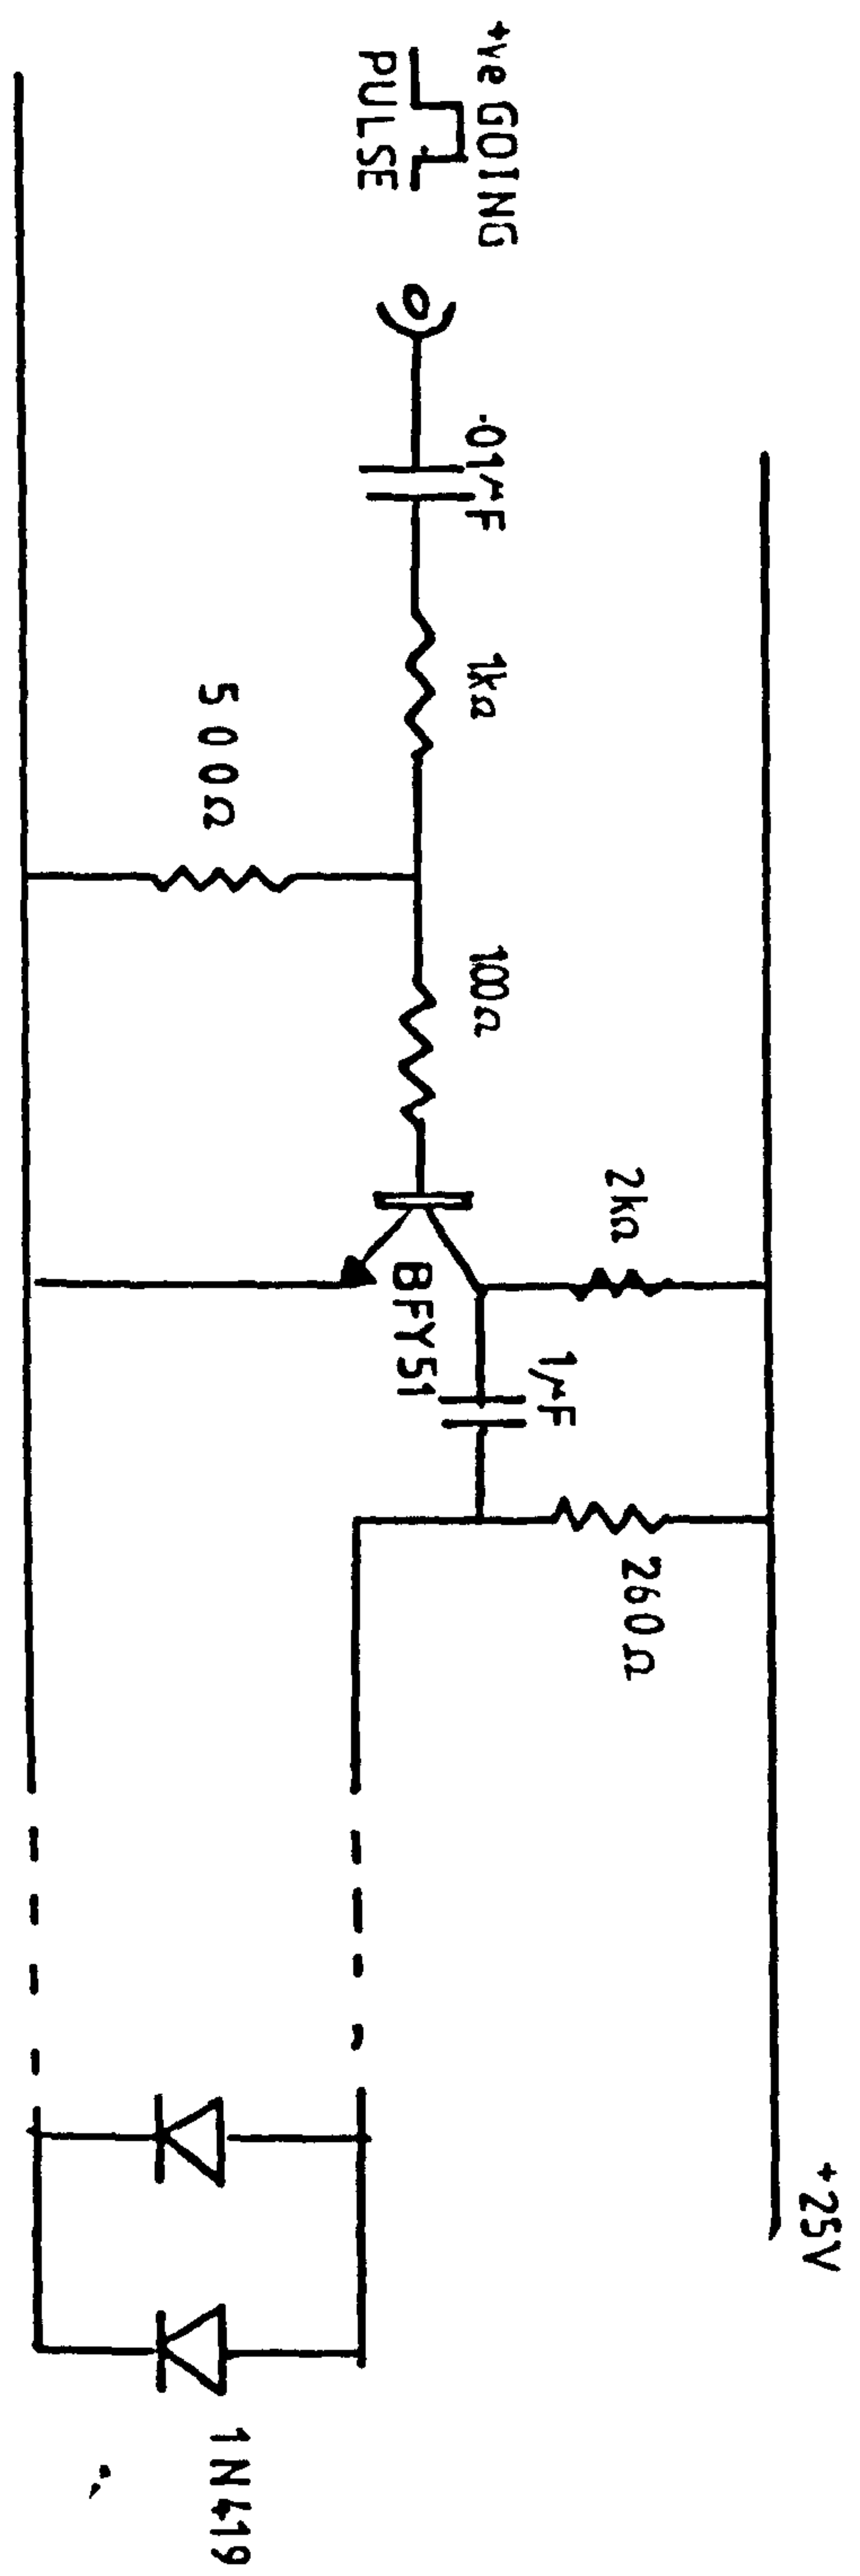 +ve GOING
PULSE
.01μF
1kΩ
500Ω
100Ω
2kΩ
BFY51
1μF
260Ω
+25V
1N419